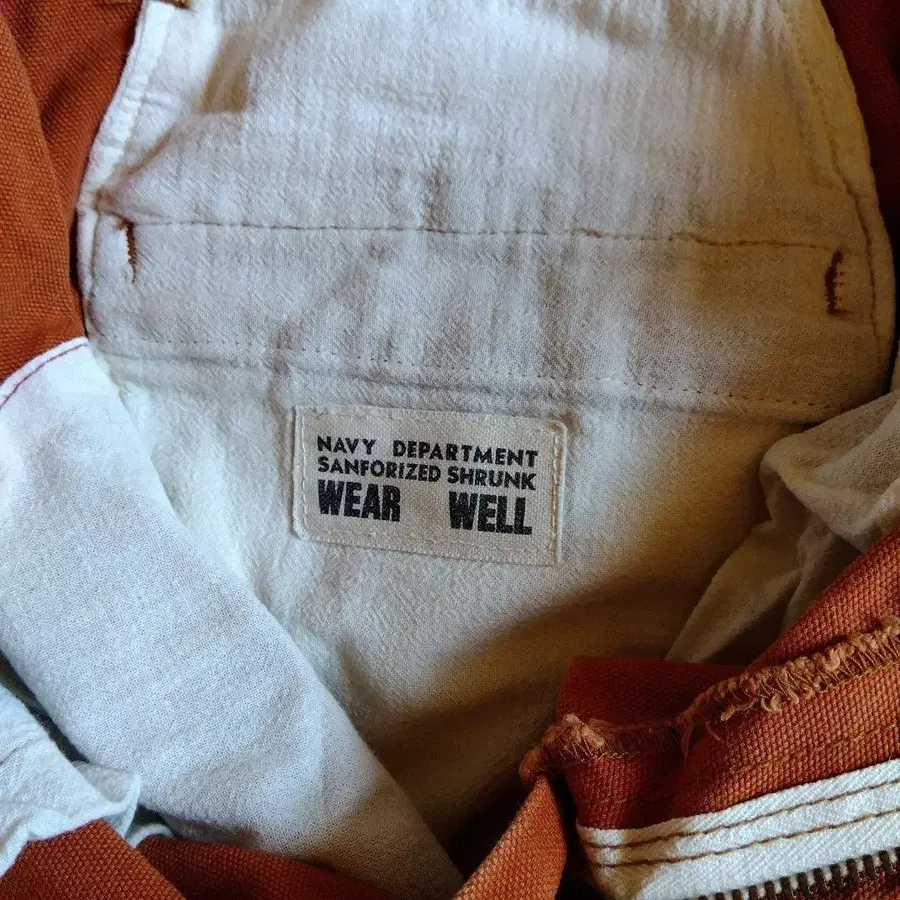 NAVY DEPARTMENT
SANFORIZED SHRUNK
WEAR WELL